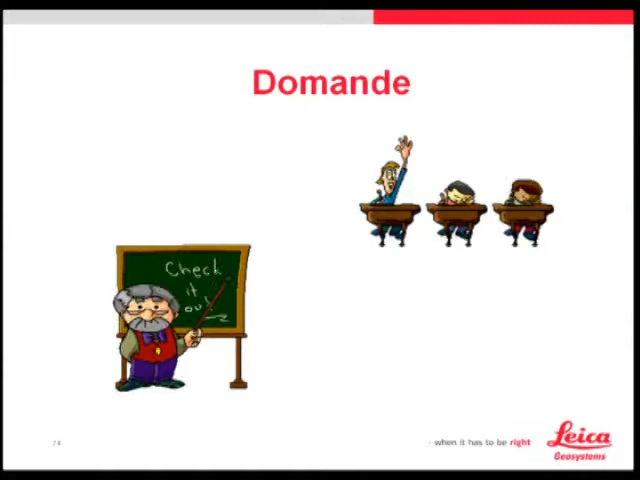 Domande
Check
it
out!
74
- when it has to be right
Leica
Geosystems